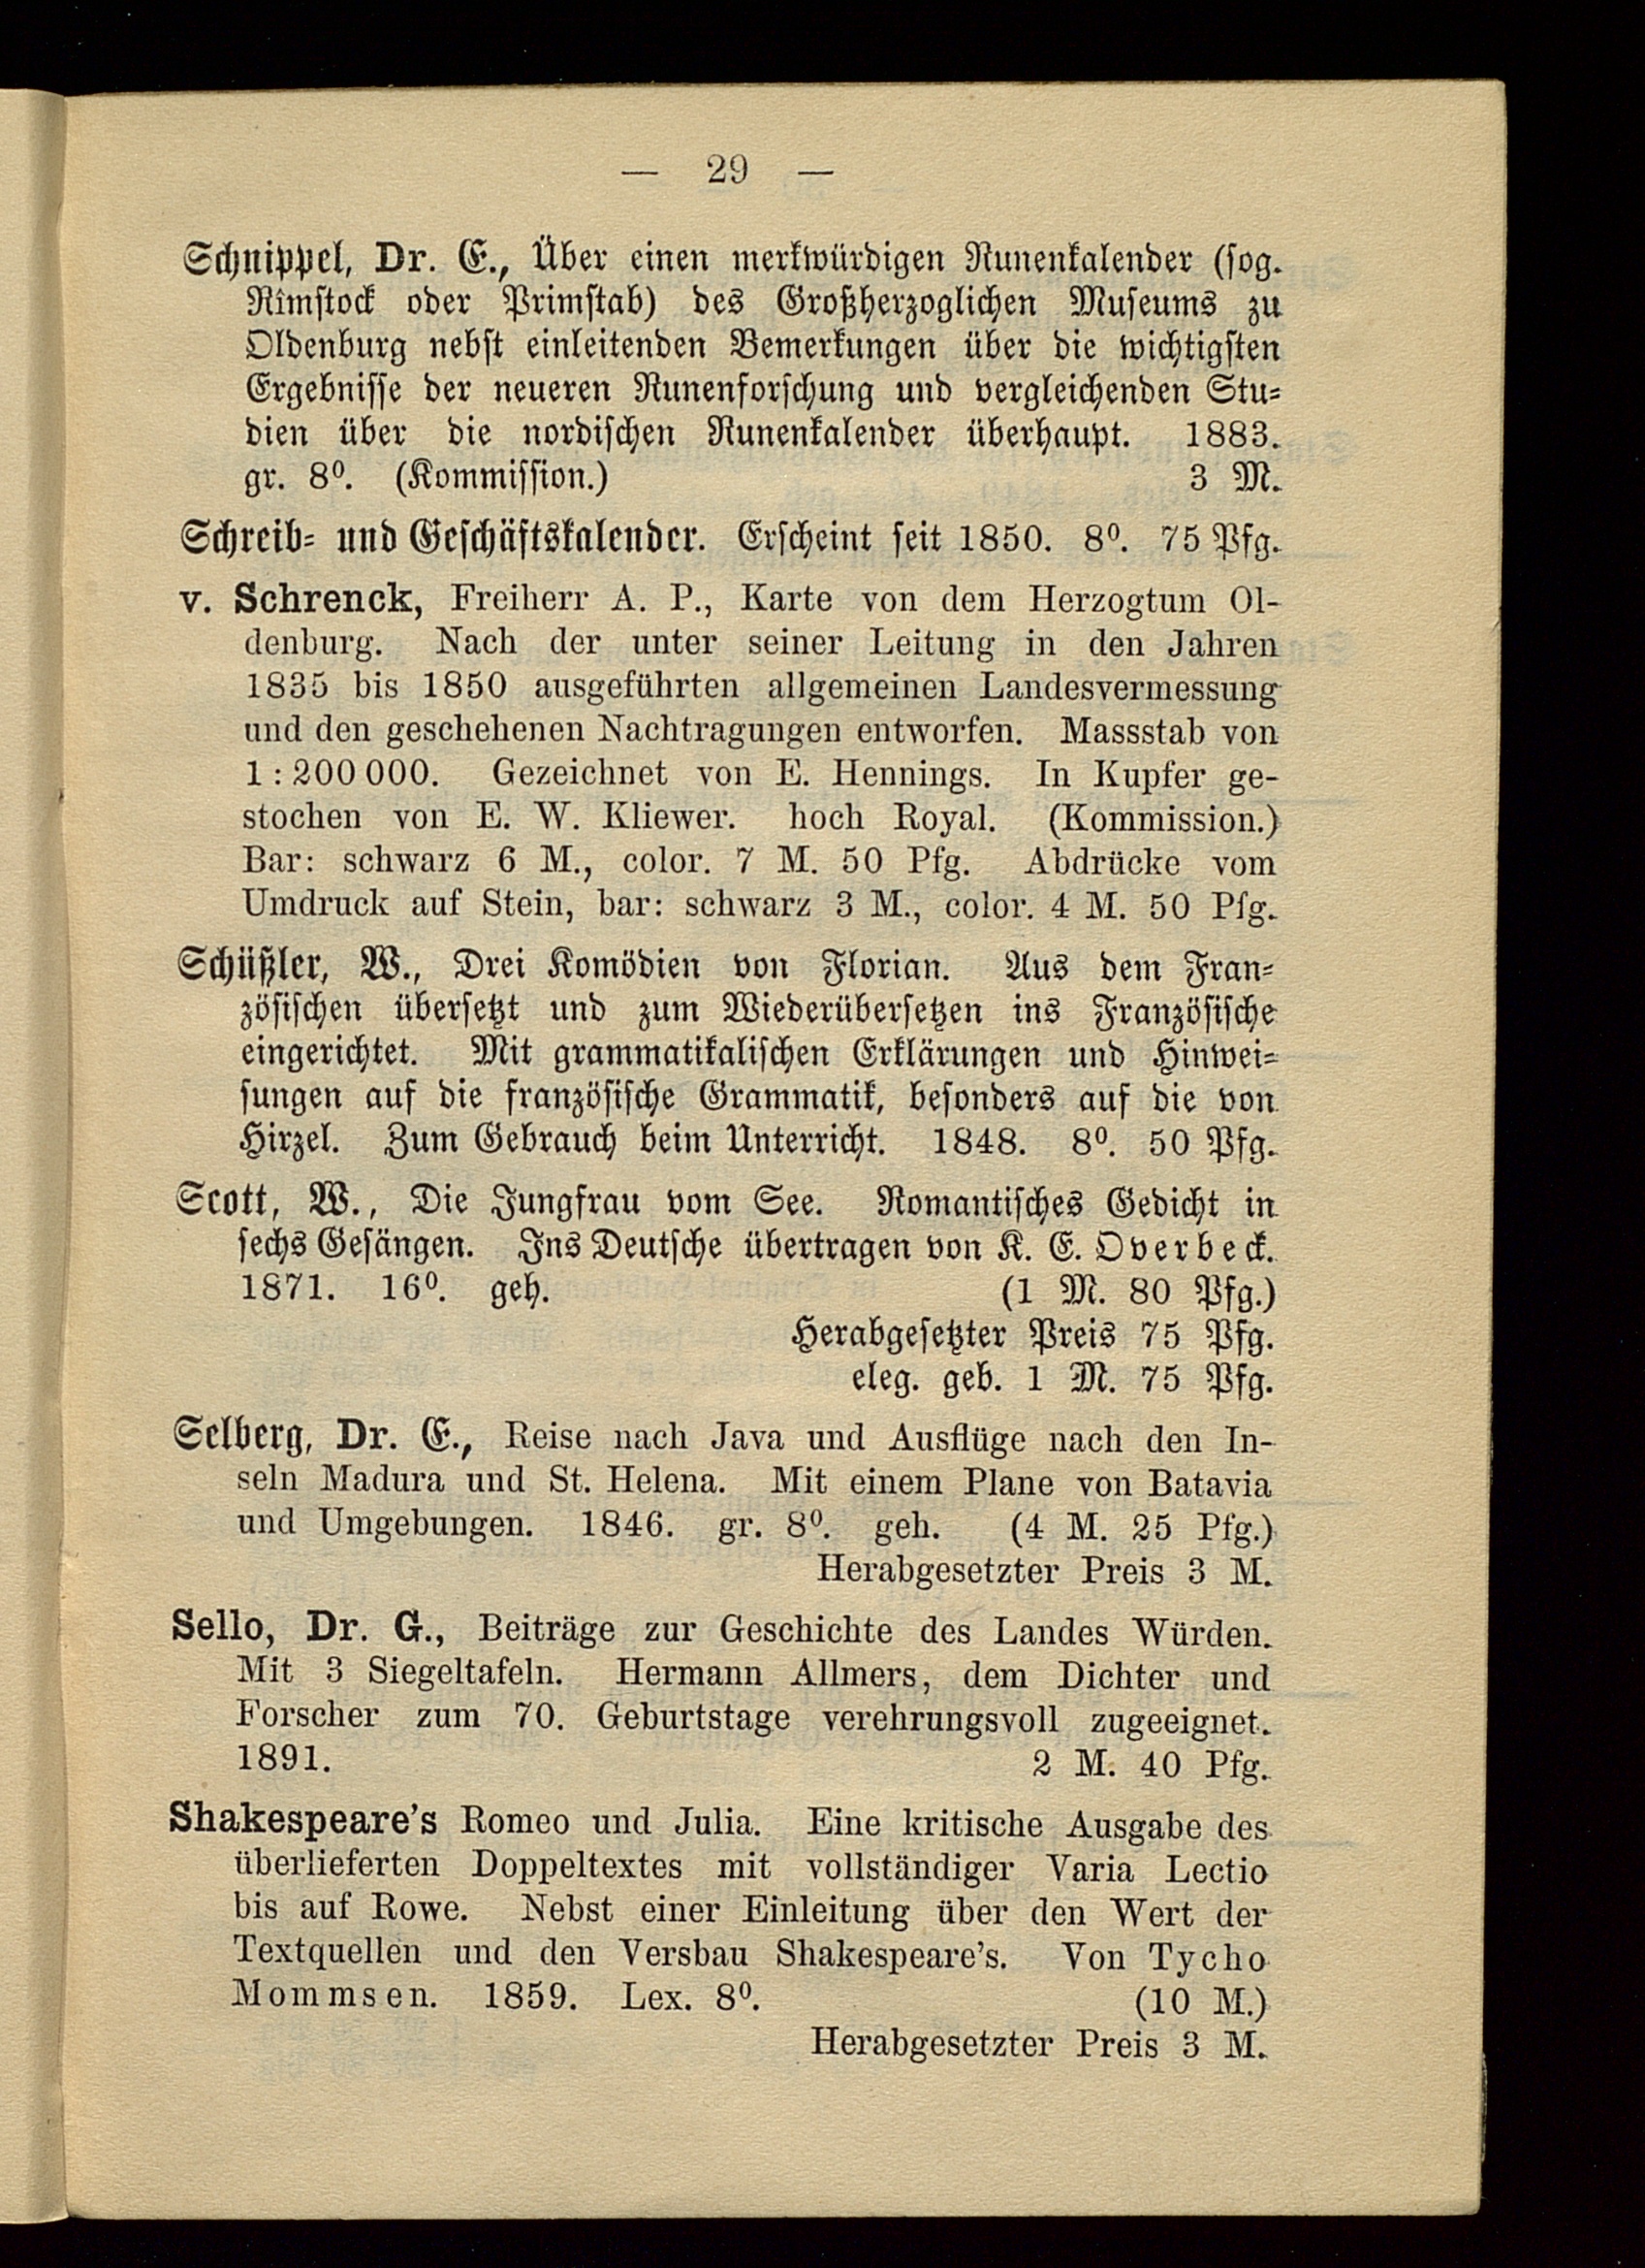 — 29 —
Schnippel, Dr. E., Über einen merkwürdigen Runenkalender (sog.
Rîmstock oder Primstab) des Großherzoglichen Museums zu
Oldenburg nebst einleitenden Bemerkungen über die wichtigsten
Ergebnisse der neueren Runenforschung und vergleichenden Stu-
dien über die nordischen Runenkalender überhaupt. 1883.
gr. 8⁰. (Kommission.) 3 M.
Schreib- und Geschäftskalender. Erscheint seit 1850. 8⁰. 75 Pfg.
v. Schrenck, Freiherr A. P., Karte von dem Herzogtum Ol-
denburg. Nach der unter seiner Leitung in den Jahren
1835 bis 1850 ausgeführten allgemeinen Landesvermessung
und den geschehenen Nachtragungen entworfen. Massstab von
1 : 200 000. Gezeichnet von E. Hennings. In Kupfer ge-
stochen von E. W. Kliewer. hoch Royal. (Kommission.)
Bar: schwarz 6 M., color. 7 M. 50 Pfg. Abdrücke vom
Umdruck auf Stein, bar: schwarz 3 M., color. 4 M. 50 Pfg.
Schüßler, W., Drei Komödien von Florian. Aus dem Fran-
zösischen übersetzt und zum Wiederübersetzen ins Französische
eingerichtet. Mit grammatikalischen Erklärungen und Hinwei-
sungen auf die französische Grammatik, besonders auf die von
Hirzel. Zum Gebrauch beim Unterricht. 1848. 8⁰. 50 Pfg.
Scott, W., Die Jungfrau vom See. Romantisches Gedicht in
sechs Gesängen. Ins Deutsche übertragen von K. E. Overbeck.
1871. 16⁰. geh. (1 M. 80 Pfg.)
Herabgesetzter Preis 75 Pfg.
eleg. geb. 1 M. 75 Pfg.
Selberg, Dr. E., Reise nach Java und Ausflüge nach den In-
seln Madura und St. Helena. Mit einem Plane von Batavia
und Umgebungen. 1846. gr. 8⁰. geh. (4 M. 25 Pfg.)
Herabgesetzter Preis 3 M.
Sello, Dr. G., Beiträge zur Geschichte des Landes Würden.
Mit 3 Siegeltafeln. Hermann Allmers, dem Dichter und
Forscher zum 70. Geburtstage verehrungsvoll zugeeignet.
1891. 2 M. 40 Pfg.
Shakespeare's Romeo und Julia. Eine kritische Ausgabe des
überlieferten Doppeltextes mit vollständiger Varia Lectio
bis auf Rowe. Nebst einer Einleitung über den Wert der
Textquellen und den Versbau Shakespeare's. Von Tycho
Mommsen. 1859. Lex. 8⁰. (10 M.)
Herabgesetzter Preis 3 M.